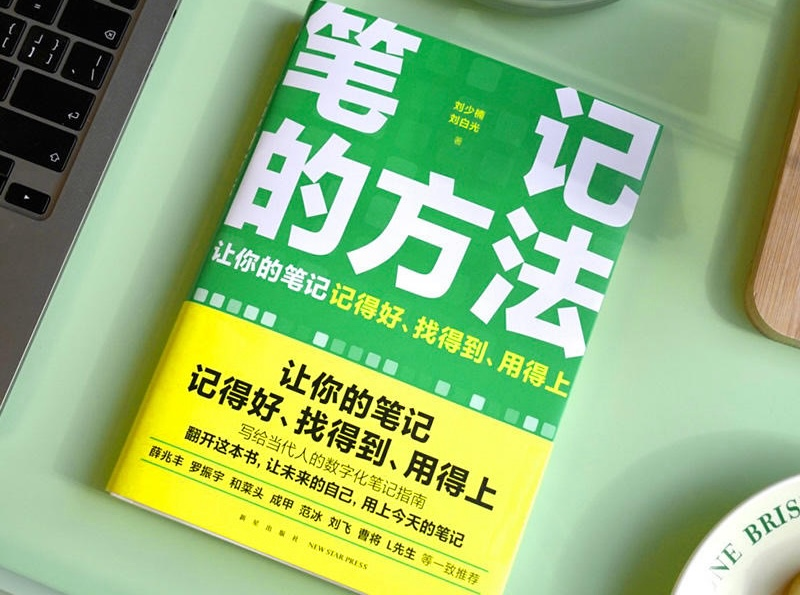 笔记
的方法
刘少楠
刘白光
著
让你的笔记记得好、找得到、用得上
让你的笔记
记得好、找得到、用得上
写给当代人的数字化笔记指南
翻开这本书,让未来的自己,用上今天的笔记
薛兆丰 罗振宇 和菜头 成甲 范冰 刘飞 曹将 L先生 等一致推荐
新星出版社 NEW STAR PRESS
NE BRIS